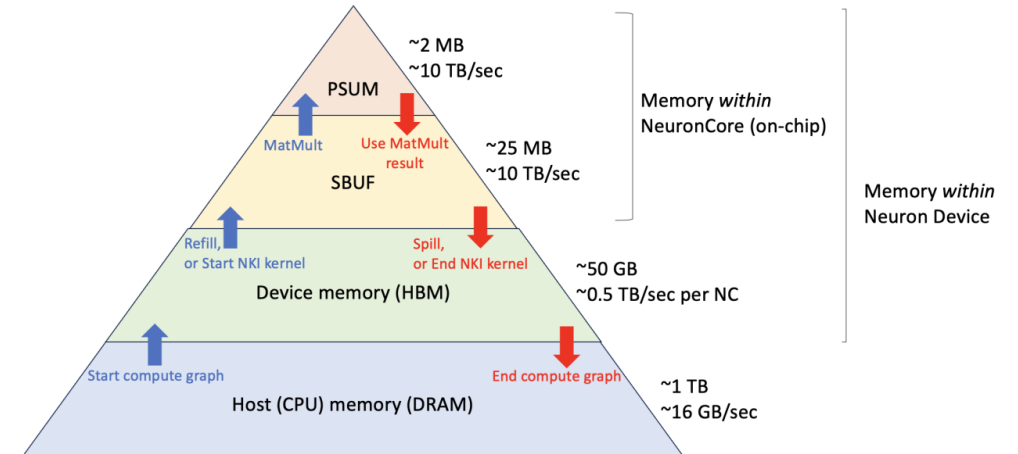 ~2 MB
~10 TB/sec
PSUM
MatMult
Use MatMult
result
SBUF
~25 MB
~10 TB/sec
Memory within
NeuronCore (on-chip)
Memory within
Neuron Device
Refill,
or Start NKI kernel
Spill,
or End NKI kernel
Device memory (HBM)
~50 GB
~0.5 TB/sec per NC
Start compute graph
End compute graph
Host (CPU) memory (DRAM)
~1 TB
~16 GB/sec